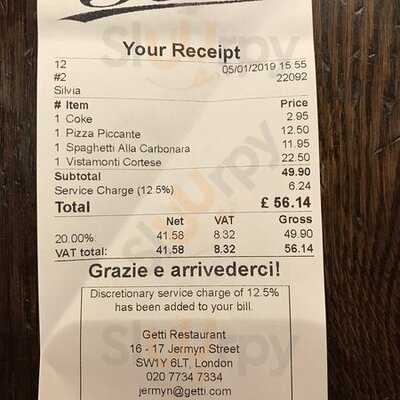 Your Receipt
12 05/01/2019 15:55
#2 22092
Silvia
# Item Price
1 Coke 2.95
1 Pizza Piccante 12.50
1 Spaghetti Alla Carbonara 11.95
1 Vistamonti Cortese 22.50
Subtotal 49.90
Service Charge (12.5%) 6.24
Total £ 56.14
Net VAT Gross
20.00% 41.58 8.32 49.90
VAT total: 41.58 8.32 56.14
Grazie e arrivederci!
Discretionary service charge of 12.5%
has been added to your bill.
Getti Restaurant
16 - 17 Jermyn Street
SW1Y 6LT, London
020 7734 7334
jermyn@getti.com